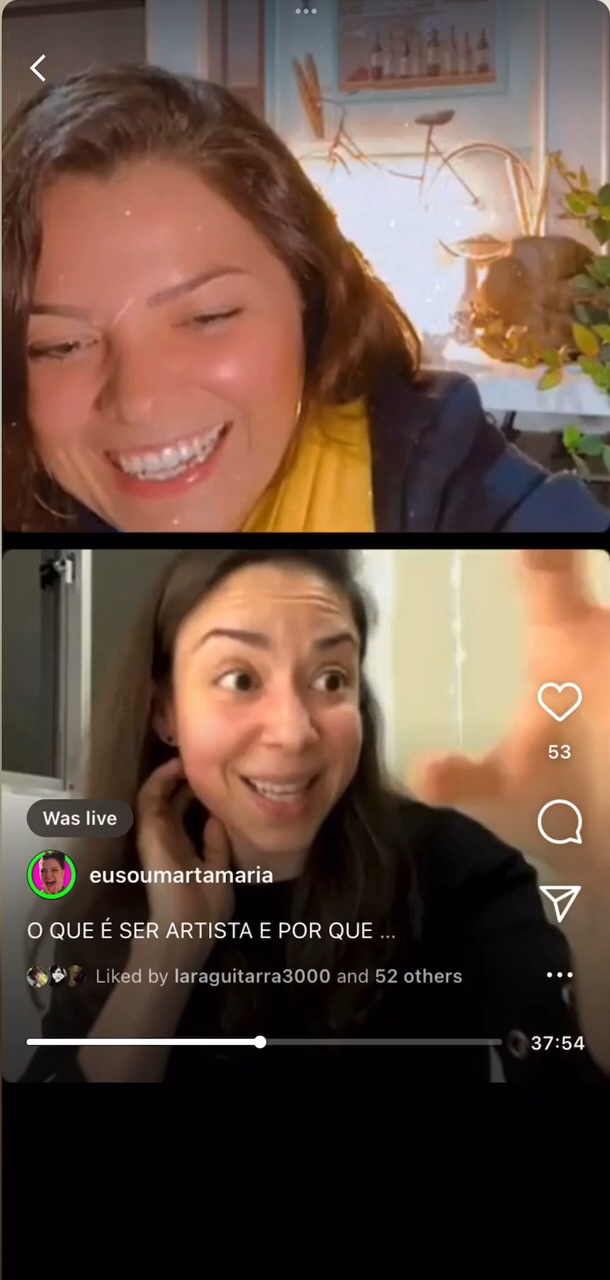 53
Was live
eusoumartamaria
O QUE É SER ARTISTA E POR QUE ...
Liked by laraguitarra3000 and 52 others
37:54